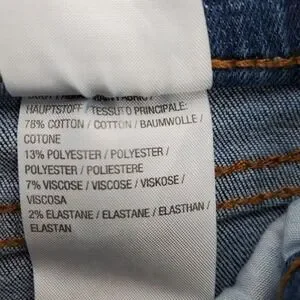 HAUPTSTOFF / TESSUTO PRINCIPALE:
78% COTTON / COTTON / BAUMWOLLE /
COTONE
13% POLYESTER / POLYESTER /
POLYESTER / POLIESTERE
7% VISCOSE / VISCOSE / VISKOSE /
VISCOSA
2% ELASTANE / ELASTANE / ELASTHAN /
ELASTAN